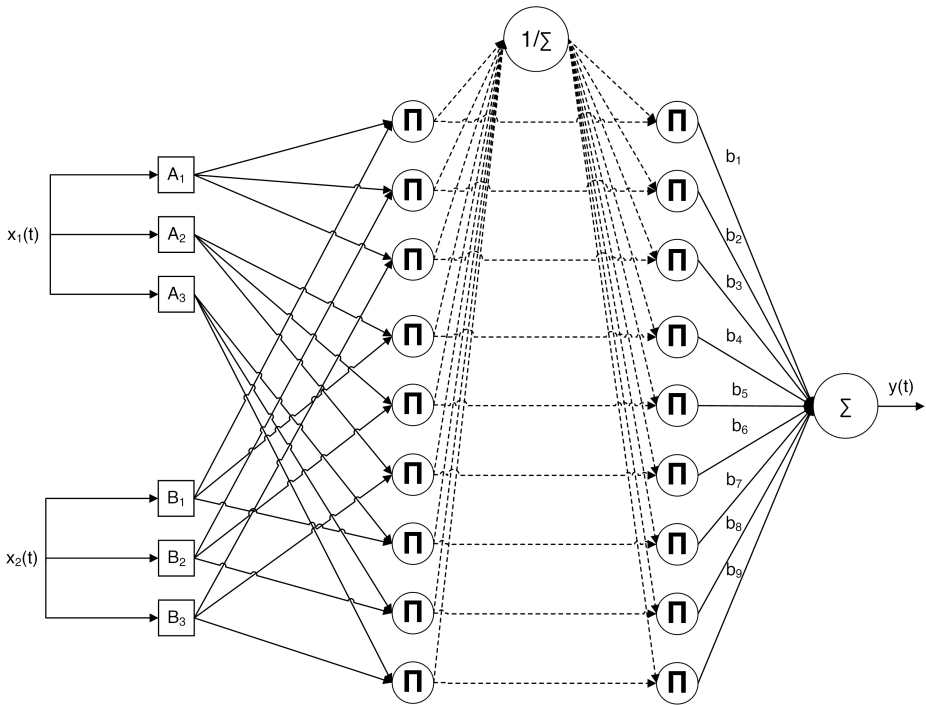 1/∑
Π Π
b₁
A₁
Π Π
x₁(t) A₂
b₂
Π Π
b₃
A₃
Π Π
b₄
b₅
y(t)
Π Π
∑
b₆
Π Π
b₇
B₁
b₈
Π Π
x₂(t) B₂
b₉
Π Π
B₃
Π Π